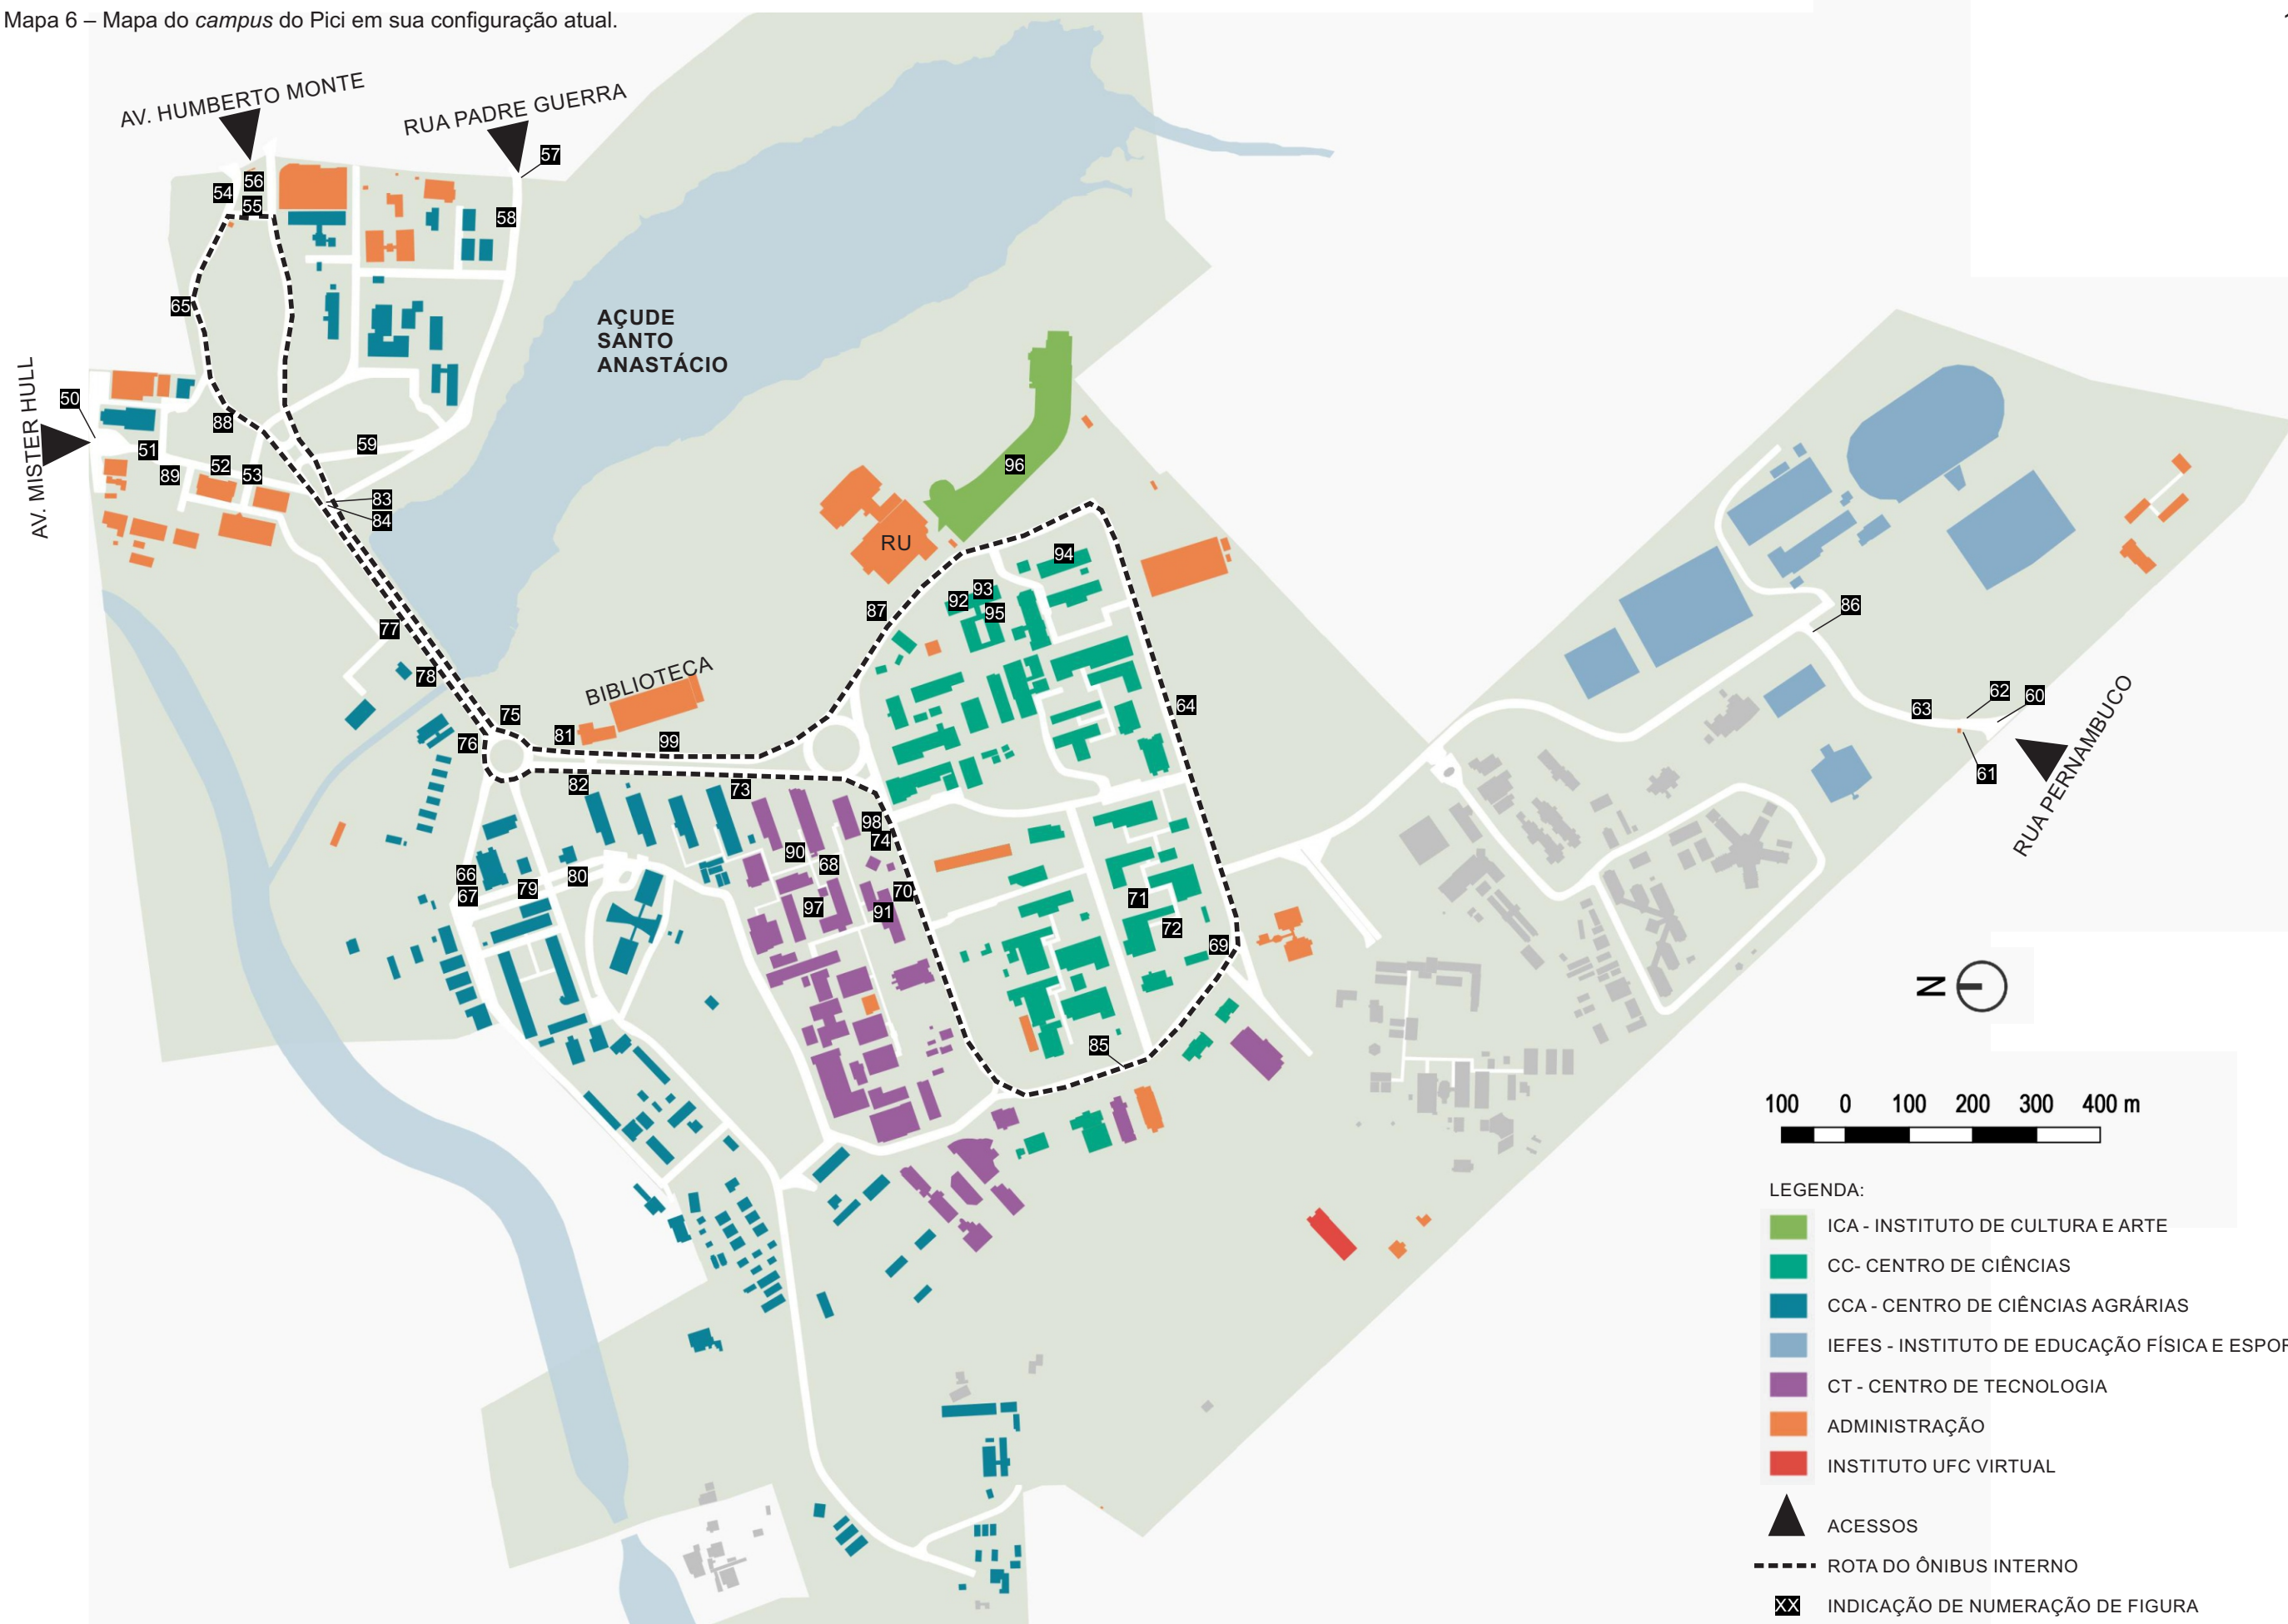 Mapa 6 – Mapa do campus do Pici em sua configuração atual.
AV. HUMBERTO MONTE
RUA PADRE GUERRA
57
54
56
55
58
65
AÇUDE
SANTO
ANASTÁCIO
AV. MISTER HULL
50
88
51
59
52
89
53
83
84
96
RU
94
93
92
95
87
86
77
78
BIBLIOTECA
75
76
81
99
64
63
62
60
61
RUA PERNAMBUCO
82
73
98
74
90
68
66
67
79
80
97
91
70
71
72
69
85
N
100 0 100 200 300 400 m
LEGENDA:
ICA - INSTITUTO DE CULTURA E ARTE
CC- CENTRO DE CIÊNCIAS
CCA - CENTRO DE CIÊNCIAS AGRÁRIAS
IEFES - INSTITUTO DE EDUCAÇÃO FÍSICA E ESPOR
CT - CENTRO DE TECNOLOGIA
ADMINISTRAÇÃO
INSTITUTO UFC VIRTUAL
ACESSOS
ROTA DO ÔNIBUS INTERNO
XX INDICAÇÃO DE NUMERAÇÃO DE FIGURA